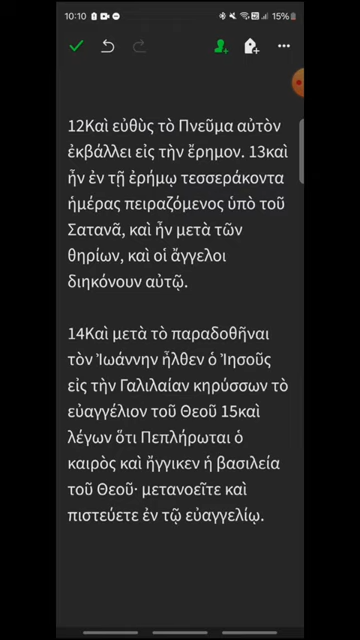 10:10
15%
12Καὶ εὐθὺς τὸ Πνεῦμα αὐτὸν
ἐκβάλλει εἰς τὴν ἔρημον. 13καὶ
ἦν ἐν τῇ ἐρήμῳ τεσσεράκοντα
ἡμέρας πειραζόμενος ὑπὸ τοῦ
Σατανᾶ, καὶ ἦν μετὰ τῶν
θηρίων, καὶ οἱ ἄγγελοι
διηκόνουν αὐτῷ.
14Καὶ μετὰ τὸ παραδοθῆναι
τὸν Ἰωάννην ἦλθεν ὁ Ἰησοῦς
εἰς τὴν Γαλιλαίαν κηρύσσων τὸ
εὐαγγέλιον τοῦ Θεοῦ 15καὶ
λέγων ὅτι Πεπλήρωται ὁ
καιρὸς καὶ ἤγγικεν ἡ βασιλεία
τοῦ Θεοῦ· μετανοεῖτε καὶ
πιστεύετε ἐν τῷ εὐαγγελίῳ.